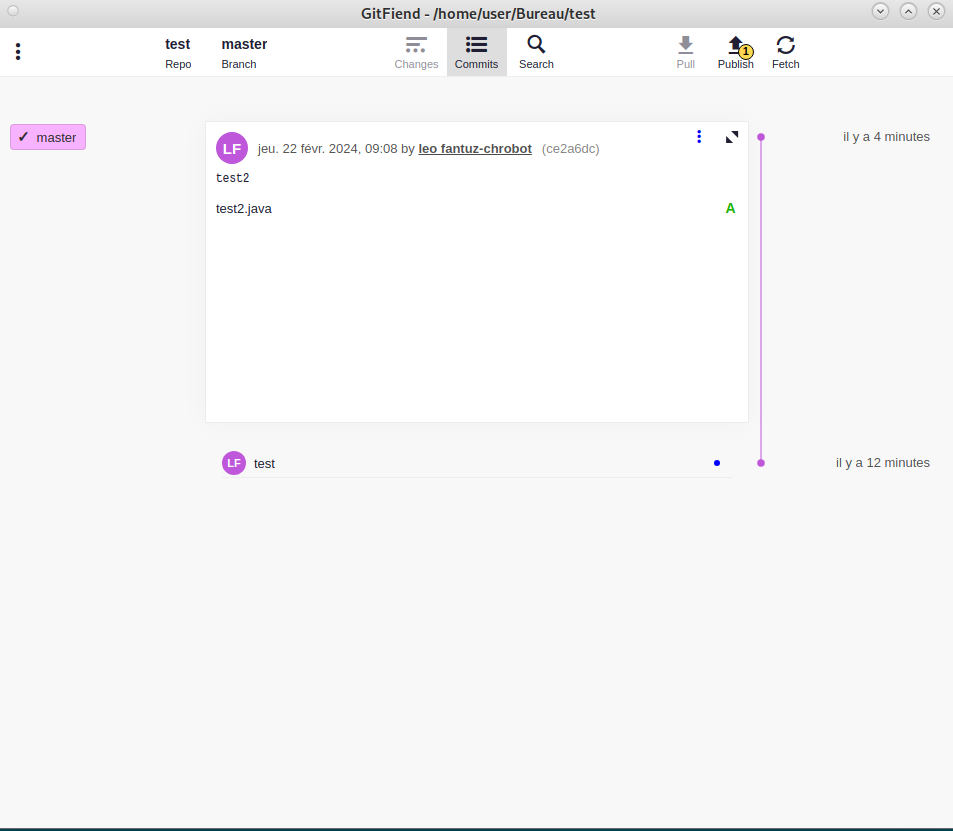 GitFiend - /home/user/Bureau/test
test master
Repo Branch Changes Commits Search Pull Publish Fetch
1
✓ master
LF jeu. 22 févr. 2024, 09:08 by leo fantuz-chrobot (ce2a6dc)
il y a 4 minutes
test2
test2.java A
LF test
il y a 12 minutes